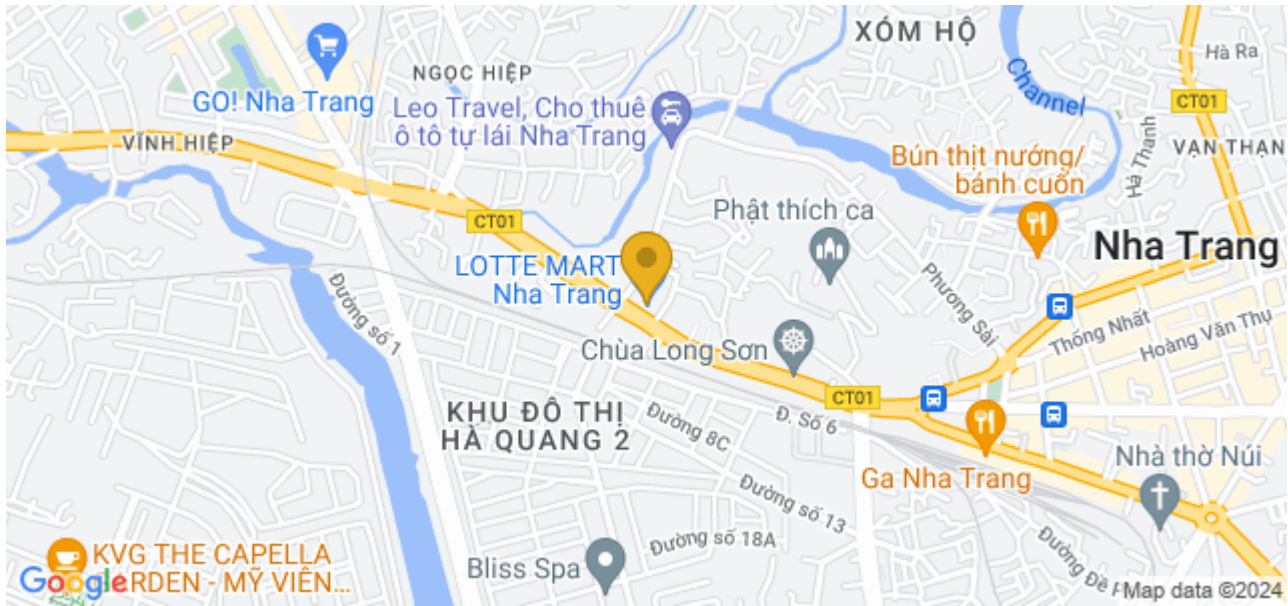 XÓM HỘ
Hà Ra
NGỌC HIỆP
Channel
GO! Nha Trang
CT01
Leo Travel, Cho thuê
ô tô tự lái Nha Trang
VĨNH HIỆP
Hà Thanh
VẠN THẠN
Bún thịt nướng/
bánh cuốn
Phật thích ca
CT01
Nha Trang
LOTTE MART
Nha Trang
Phương Sài
Đường số 1
Thống Nhất
Hoàng Văn Thụ
Chùa Long Sơn
CT01
KHU ĐÔ THỊ
HÀ QUANG 2
Đường 8C
Đ. Số 6
Nhà thờ Núi
Ga Nha Trang
Đường số 13
Đường số 18A
KVG THE CAPELLA
RDEN - MỸ VIÊN...
Bliss Spa
Đường Đề P
Google
Map data ©2024